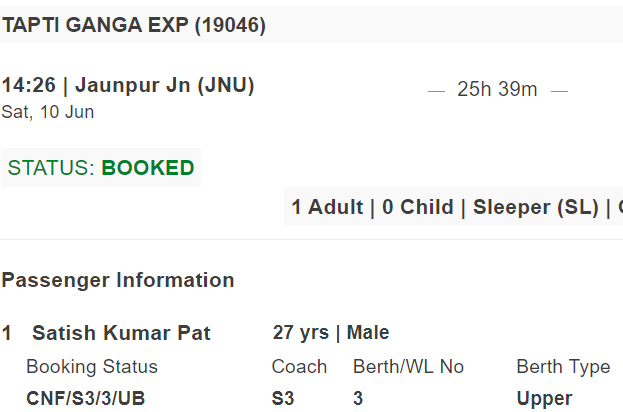 TAPTI GANGA EXP (19046)
14:26 | Jaunpur Jn (JNU) — 25h 39m —
Sat, 10 Jun
STATUS: BOOKED
1 Adult | 0 Child | Sleeper (SL) |
Passenger Information
1 Satish Kumar Pat 27 yrs | Male
Booking Status Coach Berth/WL No Berth Type
CNF/S3/3/UB S3 3 Upper